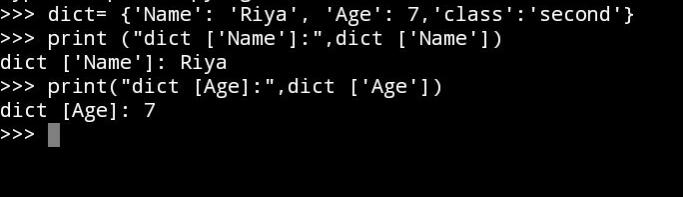 >>> dict= {'Name': 'Riya', 'Age': 7,'class':'second'}
>>> print ("dict ['Name']:",dict ['Name'])
dict ['Name']: Riya
>>> print("dict [Age]:",dict ['Age'])
dict [Age]: 7
>>>